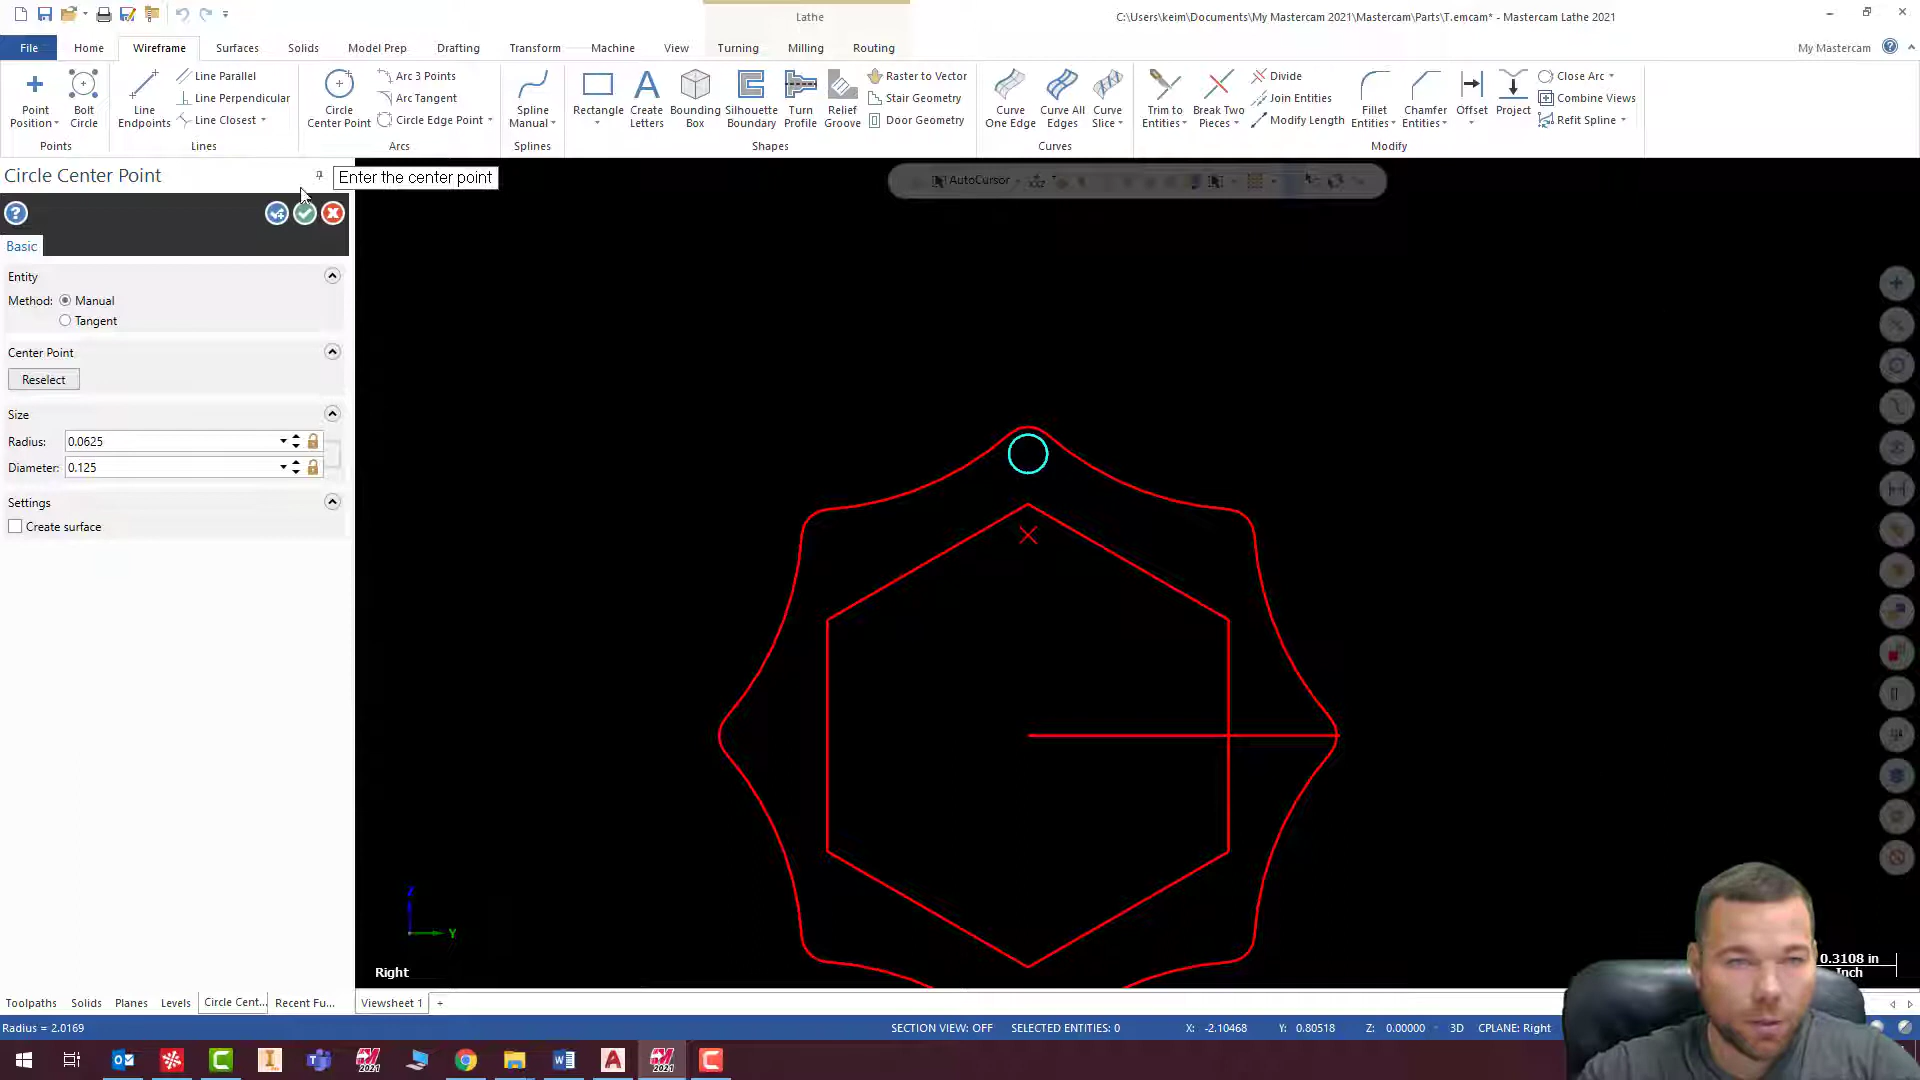 Lathe
C:\Users\keim\Documents\My Mastercam 2021\Mastercam\Parts\T.emcam* - Mastercam Lathe 2021
File Home Wireframe Surfaces Solids Model Prep Drafting Transform Machine View Turning Milling Routing My Mastercam
Point Position
Bolt Circle
Points
Line Endpoints
Line Parallel
Line Perpendicular
Line Closest
Lines
Circle Center Point
Arc 3 Points
Arc Tangent
Circle Edge Point
Arcs
Spline Manual
Splines
Rectangle
Create Letters
Bounding Box
Silhouette Boundary
Turn Profile
Relief Groove
Raster to Vector
Stair Geometry
Door Geometry
Shapes
Curve One Edge
Curve All Edges
Curve Slice
Curves
Trim to Entities
Break Two Pieces
Divide
Join Entities
Modify Length
Fillet Entities
Chamfer Entities
Offset
Project
Close Arc
Combine Views
Refit Spline
Modify
Circle Center Point
Enter the center point
AutoCursor
Basic
Entity
Method: Manual
Tangent
Center Point
Reselect
Size
Radius: 0.0625
Diameter: 0.125
Settings
Create surface
Z
Y
Right
0.3108 in
Inch
Toolpaths Solids Planes Levels Circle Cent... Recent Fu... Viewsheet 1 +
Radius = 2.0169 SECTION VIEW: OFF SELECTED ENTITIES: 0 X: -2.10468 Y: 0.80518 Z: 0.00000 3D CPLANE: Right
2021 2021